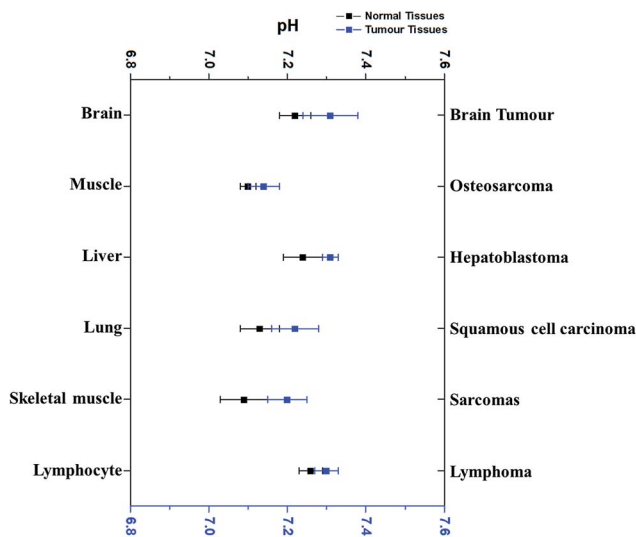 Normal Tissues
pH
Tumour Tissues
6.8 7.0 7.2 7.4 7.6
Brain Brain Tumour
Muscle Osteosarcoma
Liver Hepatoblastoma
Lung Squamous cell carcinoma
Skeletal muscle Sarcomas
Lymphocyte Lymphoma
6.8 7.0 7.2 7.4 7.6